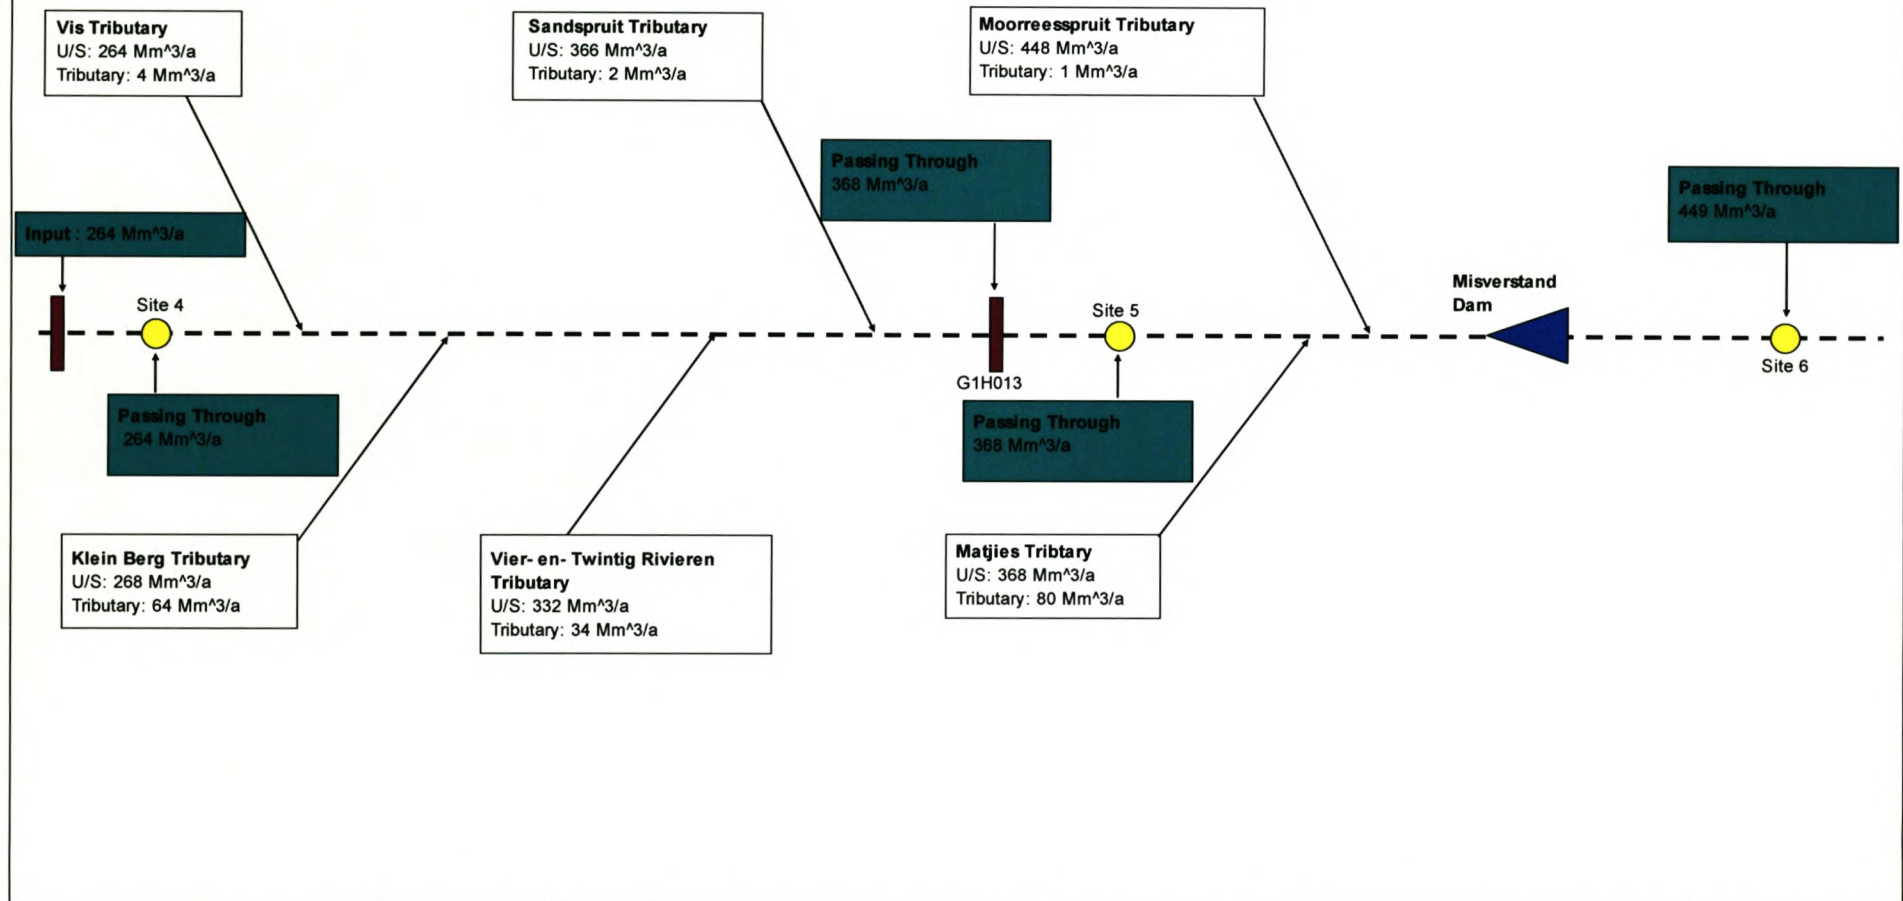 Vis Tributary
U/S: 264 Mm^3/a
Tributary: 4 Mm^3/a
Sandspruit Tributary
U/S: 366 Mm^3/a
Tributary: 2 Mm^3/a
Moorreesspruit Tributary
U/S: 448 Mm^3/a
Tributary: 1 Mm^3/a
Passing Through
368 Mm^3/a
Passing Through
449 Mm^3/a
Input : 264 Mm^3/a
Site 4
Site 5
Misverstand
Dam
Site 6
G1H013
Passing Through
264 Mm^3/a
Passing Through
368 Mm^3/a
Klein Berg Tributary
U/S: 268 Mm^3/a
Tributary: 64 Mm^3/a
Vier- en- Twintig Rivieren
Tributary
U/S: 332 Mm^3/a
Tributary: 34 Mm^3/a
Matjies Tribtary
U/S: 368 Mm^3/a
Tributary: 80 Mm^3/a